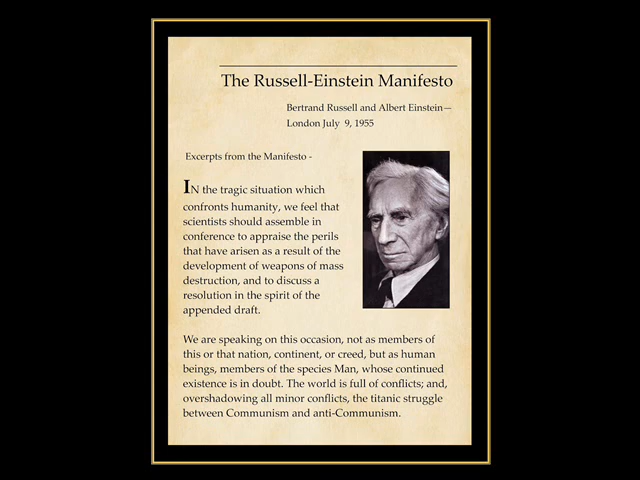 The Russell-Einstein Manifesto
Bertrand Russell and Albert Einstein—
London July 9, 1955
Excerpts from the Manifesto -
IN the tragic situation which
confronts humanity, we feel that
scientists should assemble in
conference to appraise the perils
that have arisen as a result of the
development of weapons of mass
destruction, and to discuss a
resolution in the spirit of the
appended draft.
We are speaking on this occasion, not as members of
this or that nation, continent, or creed, but as human
beings, members of the species Man, whose continued
existence is in doubt. The world is full of conflicts; and,
overshadowing all minor conflicts, the titanic struggle
between Communism and anti-Communism.